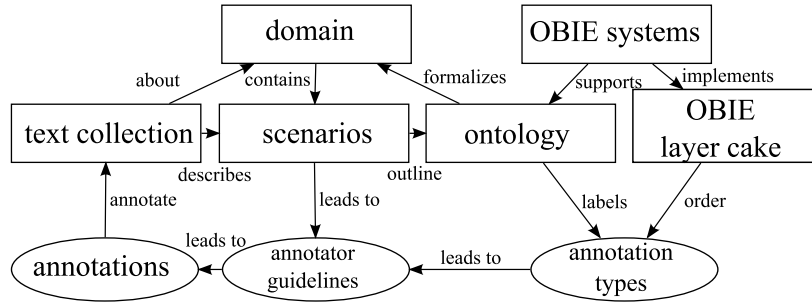 domain
OBIE systems
about
contains
formalizes
supports
implements
text collection
scenarios
ontology
OBIE
layer cake
describes
outline
annotate
leads to
labels
order
annotations
leads to
annotator
guidelines
leads to
annotation
types